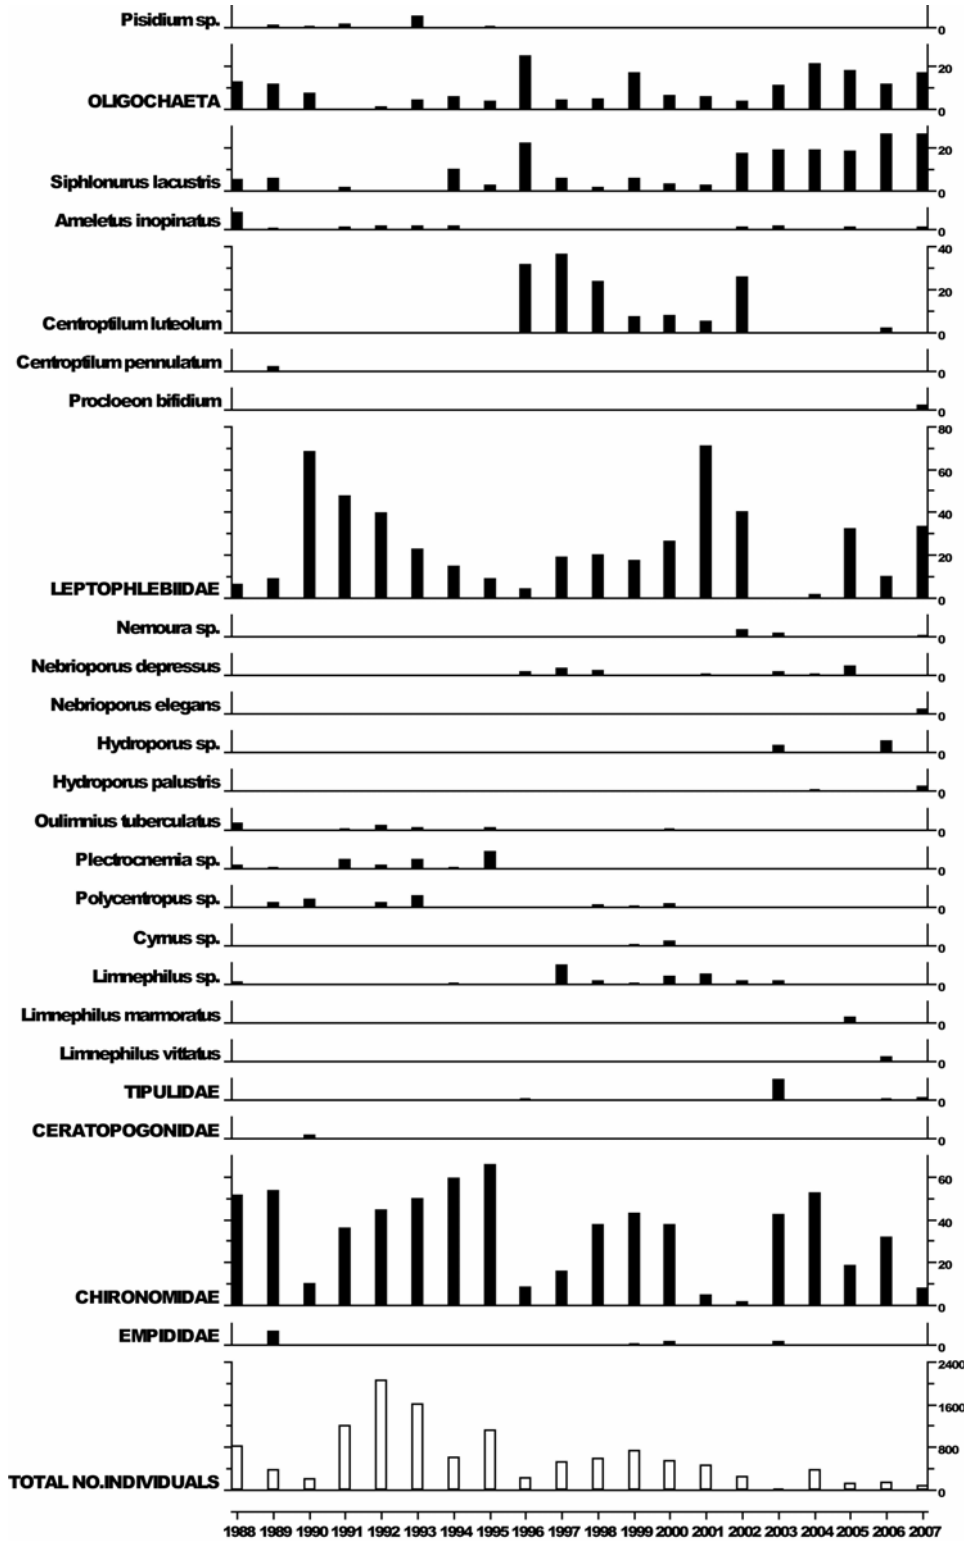 Pisidium sp. 0
20
OLIGOCHAETA 0
20
Siphlonurus lacustris 0
Ameletus inopinatus 0
40
20
Centroptilum luteolum 0
Centroptilum pennulatum 0
Procloeon bifidium 0
80
60
40
20
LEPTOPHLEBIIDAE 0
Nemoura sp. 0
Nebrioporus depressus 0
Nebrioporus elegans 0
Hydroporus sp. 0
Hydroporus palustris 0
Oulimnius tuberculatus 0
Plectrocnemia sp. 0
Polycentropus sp. 0
Cyrnus sp. 0
Limnephilus sp. 0
Limnephilus marmoratus 0
Limnephilus vittatus 0
TIPULIDAE 0
CERATOPOGONIDAE 0
60
40
20
CHIRONOMIDAE 0
EMPIDIDAE 0
2400
1600
800
TOTAL NO.INDIVIDUALS 0
1988 1989 1990 1991 1992 1993 1994 1995 1996 1997 1998 1999 2000 2001 2002 2003 2004 2005 2006 2007